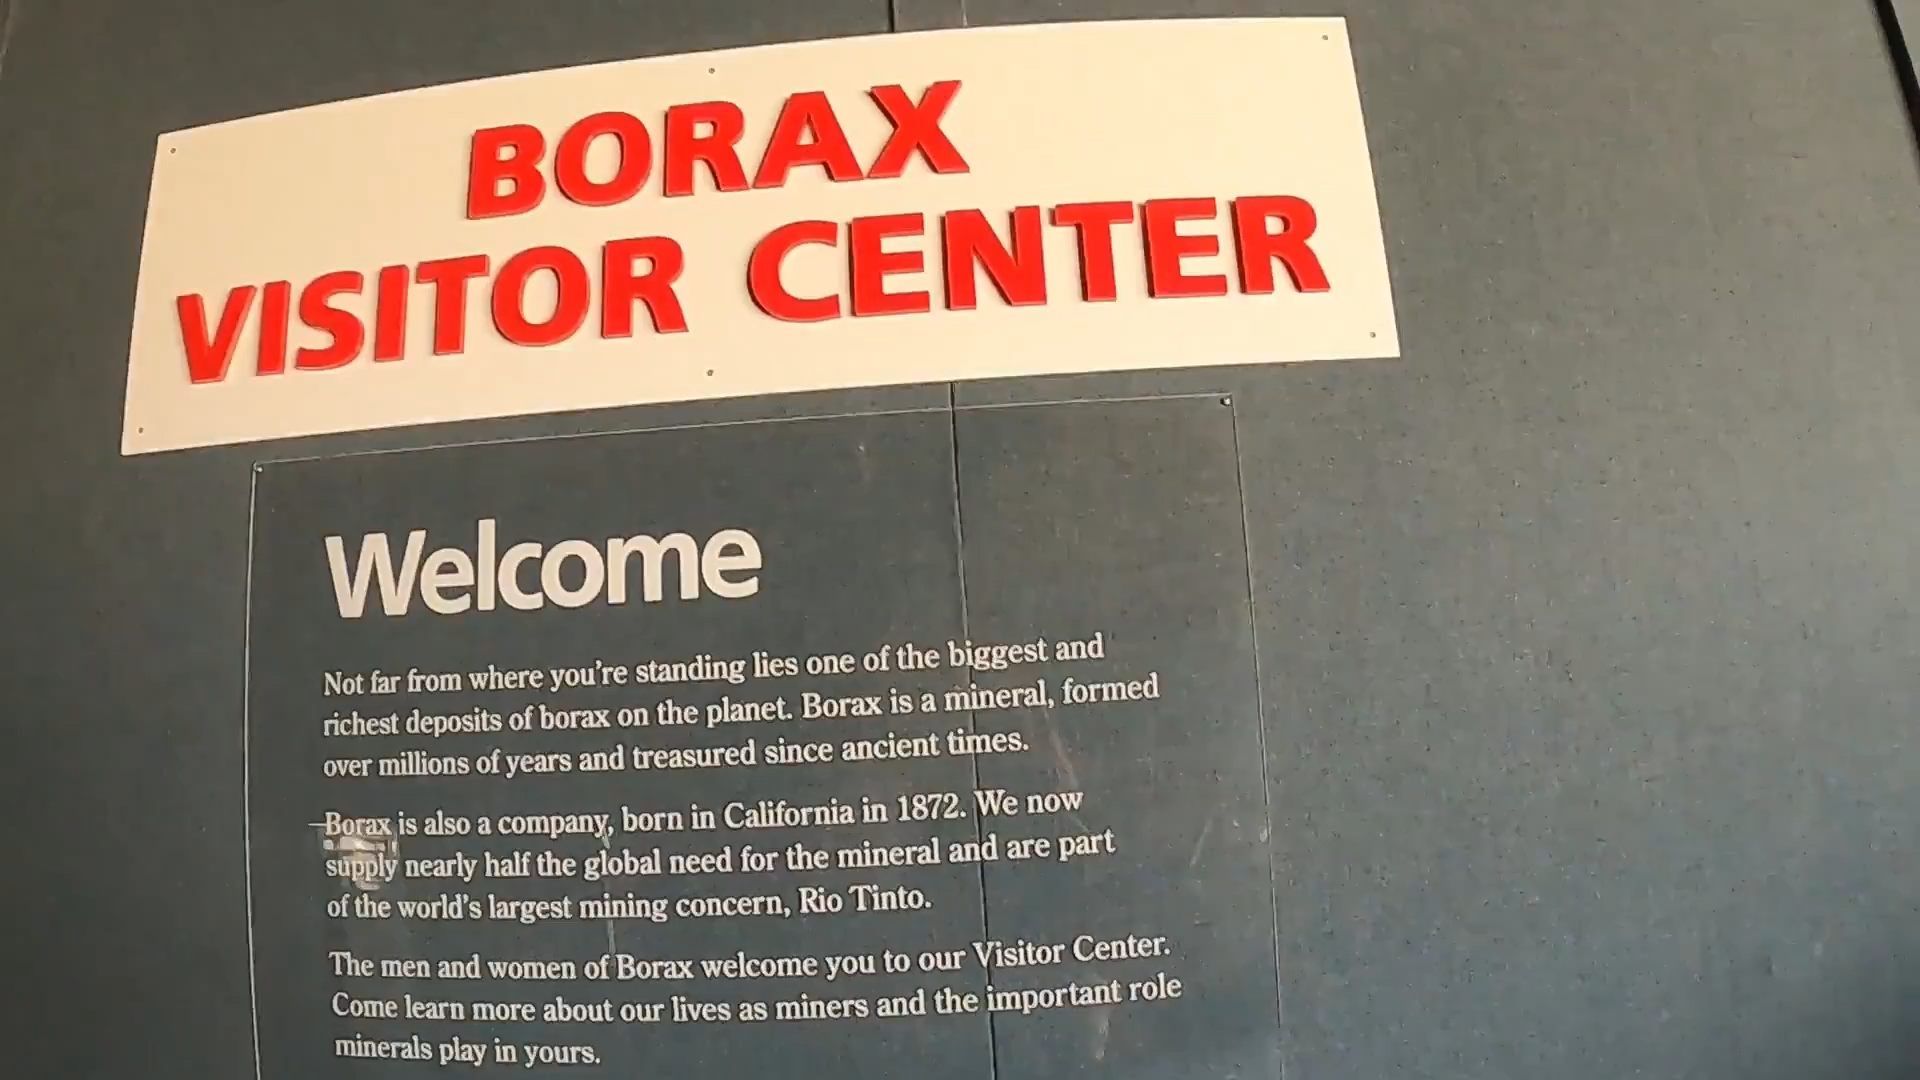 BORAX
VISITOR CENTER
Welcome
Not far from where you're standing lies one of the biggest and
richest deposits of borax on the planet. Borax is a mineral, formed
over millions of years and treasured since ancient times.
Borax is also a company, born in California in 1872. We now
supply nearly half the global need for the mineral and are part
of the world's largest mining concern, Rio Tinto.
The men and women of Borax welcome you to our Visitor Center.
Come learn more about our lives as miners and the important role
minerals play in yours.